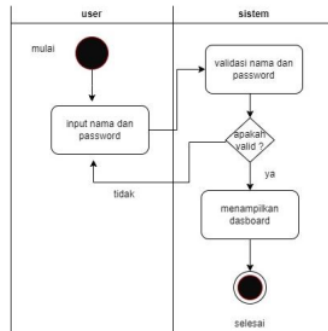 user
sistem
mulai
input nama dan
password
validasi nama dan
password
apakah
valid ?
tidak
ya
menampilkan
dasboard
selesai